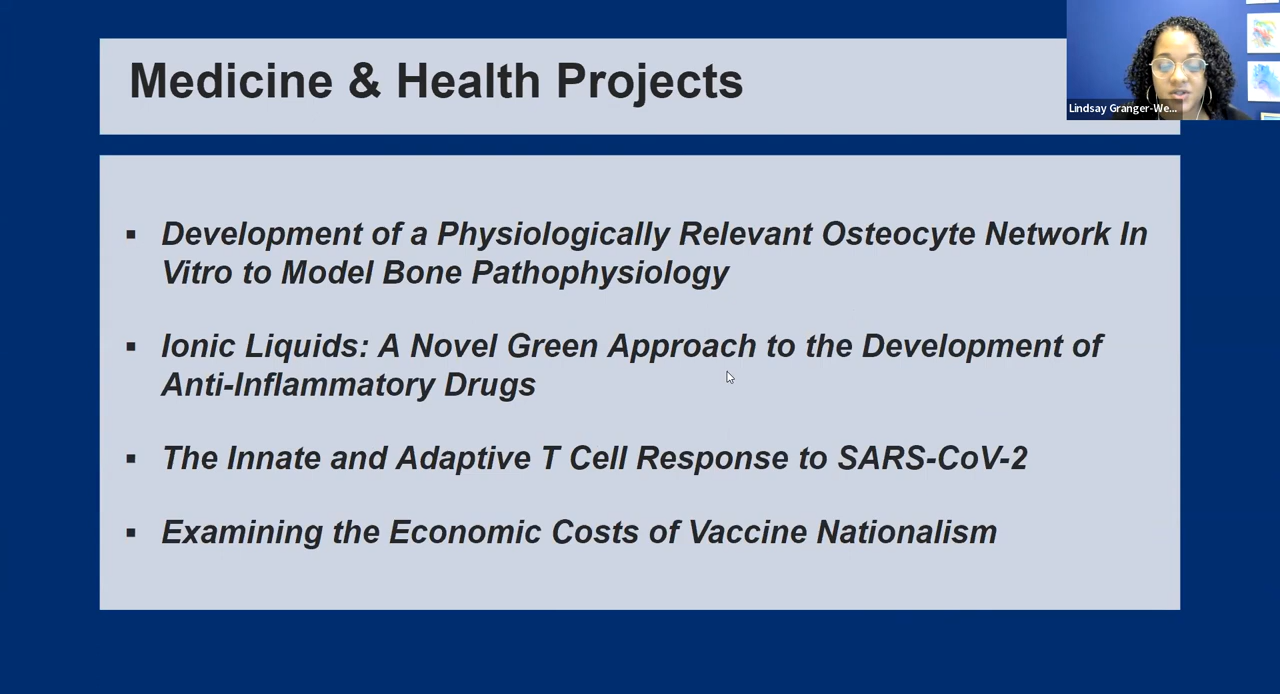 Medicine & Health Projects
Lindsay Granger-We...
▪ Development of a Physiologically Relevant Osteocyte Network In
Vitro to Model Bone Pathophysiology
▪ Ionic Liquids: A Novel Green Approach to the Development of
Anti-Inflammatory Drugs
▪ The Innate and Adaptive T Cell Response to SARS-CoV-2
▪ Examining the Economic Costs of Vaccine Nationalism